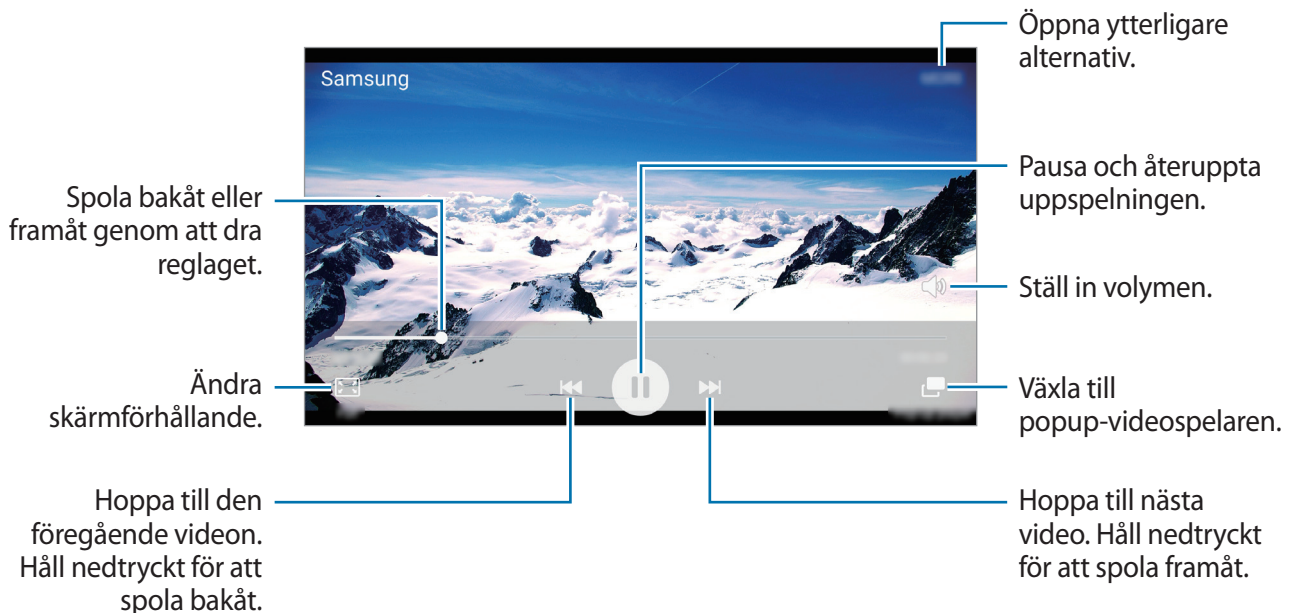 Öppna ytterligare
alternativ.
Samsung
Pausa och återuppta
uppspelningen.
Spola bakåt eller
framåt genom att dra
reglaget.
Ställ in volymen.
Ändra
skärmförhållande.
Växla till
popup-videospelaren.
Hoppa till den
föregående videon.
Håll nedtryckt för att
spola bakåt.
Hoppa till nästa
video. Håll nedtryckt
för att spola framåt.